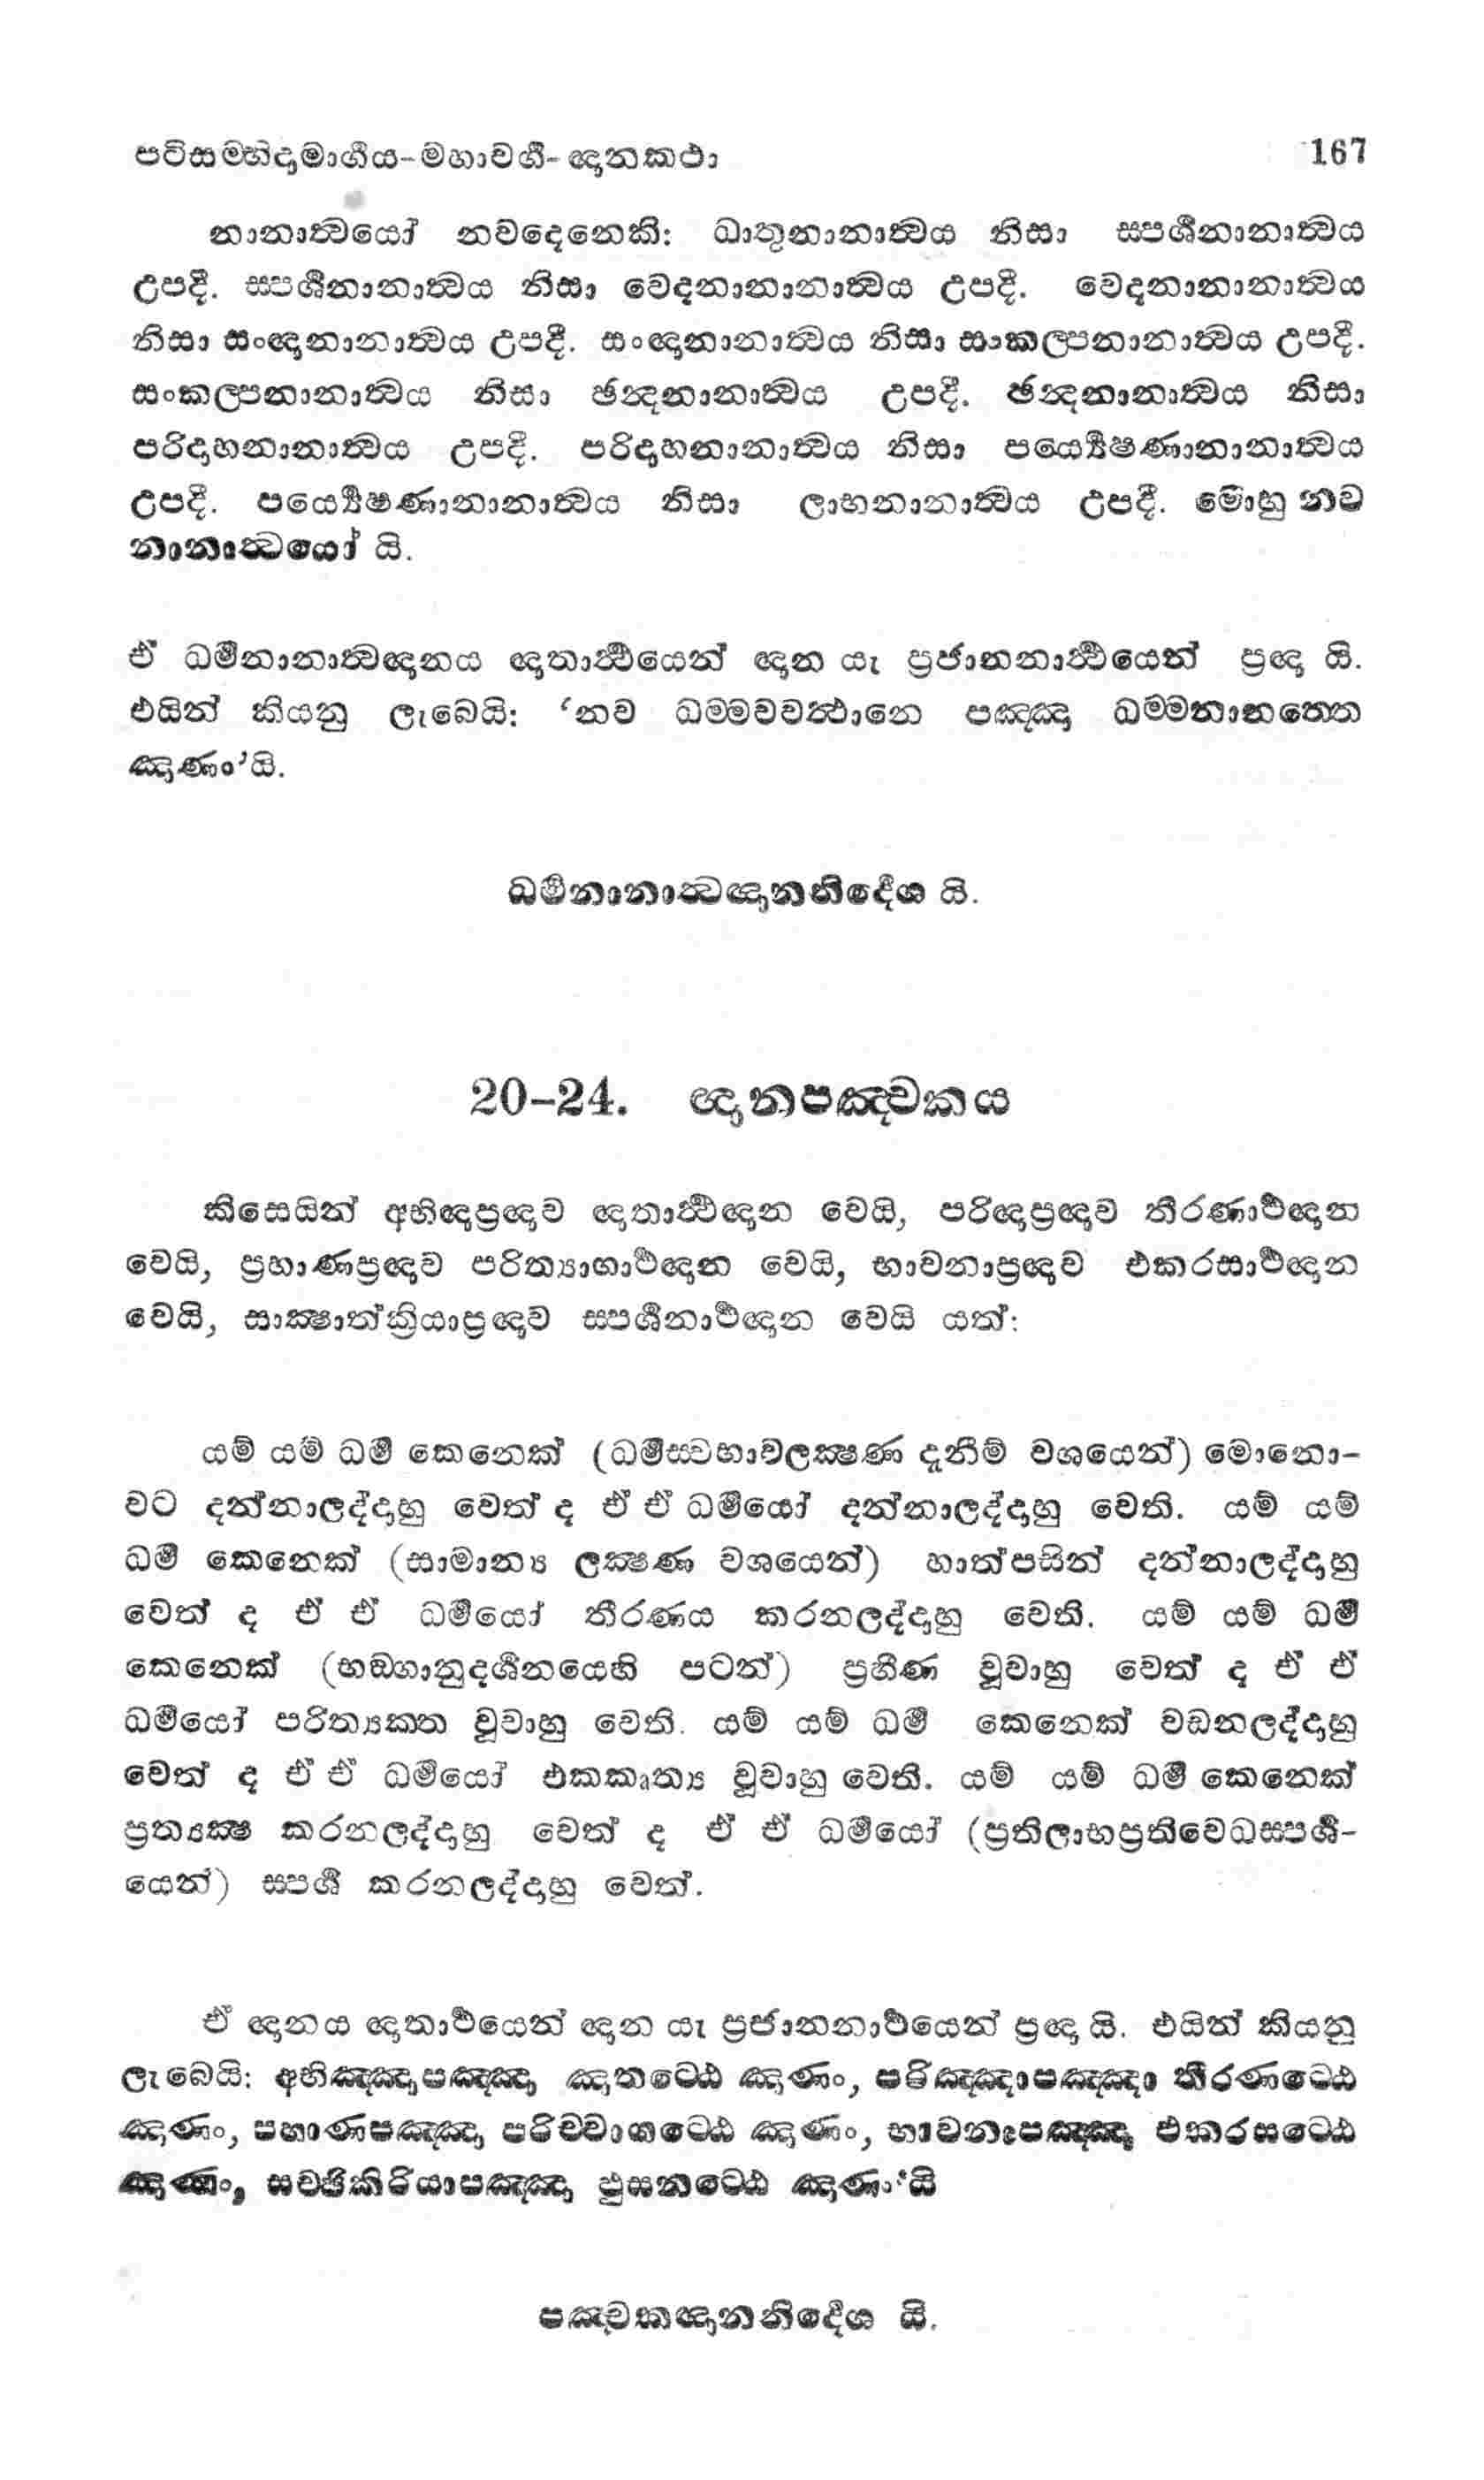 පටිසම්භිදාමාර්ගය-මහාවර්ග-ඥානකථා 167
නානාත්‍වයෝ නවදෙනෙකි: ධාතුනානාත්‍වය නිසා ස්පර්ශනානාත්‍වය
උපදී. ස්පර්ශනානාත්‍වය නිසා වේදනානානාත්‍වය උපදී. වේදනානානාත්‍වය
නිසා සංඥානානාත්‍වය උපදී. සංඥානානාත්‍වය නිසා සංකල්පනානාත්‍වය උපදී.
සංකල්පනානාත්‍වය නිසා ඡන්‍දනානාත්‍වය උපදී. ඡන්‍දනානාත්‍වය නිසා
පරිදාහනානාත්‍වය උපදී. පරිදාහනානාත්‍වය නිසා පර්‍ය්‍යෙෂණානානාත්‍වය
උපදී. පර්‍ය්‍යෙෂණානානාත්‍වය නිසා ලාභනානාත්‍වය උපදී. මොහු නව
නානාත්‍වයෝ යි.
ඒ ධර්මනානාත්‍වඥානය ඥාතාර්ත්‍ථයෙන් ඥාන යැ ප්‍රජානනාර්ත්‍ථයෙන් ප්‍රඥා යි.
එයින් කියනු ලැබෙයි: ‘නව ධම්මවවත්‍ථානෙ පඤ්ඤා ධම්මනානත්තෙ
ඤාණං’යි.
ධර්මනානාත්‍වඥානනිර්දේශ යි.
20-24. ඥානපඤ්චකය
කිසෙයින් අභිඥාප්‍රඥාව ඥාතාර්ත්‍ථඥාන වෙයි, පරිඥාප්‍රඥාව තීරණාර්ථඥාන
වෙයි, ප්‍රහාණප්‍රඥාව පරිත්‍යාගාර්ථඥාන වෙයි, භාවනාප්‍රඥාව එකරසාර්ථඥාන
වෙයි, සාක්‍ෂාත්ක්‍රියාප්‍රඥාව ස්පර්ශනාර්ථඥාන වෙයි යත්:
යම් යම් ධර්ම කෙනෙක් (ධර්මස්වභාවලක්‍ෂණ දැනීම් වශයෙන්) මොනො-
වට දන්නාලද්දාහු වෙත් ද ඒ ඒ ධර්මයෝ දන්නාලද්දාහු වෙති. යම් යම්
ධර්ම කෙනෙක් (සාමාන්‍ය ලක්‍ෂණ වශයෙන්) හාත්පසින් දන්නාලද්දාහු
වෙත් ද ඒ ඒ ධර්මයෝ තීරණය කරනලද්දාහු වෙති. යම් යම් ධර්ම
කෙනෙක් (භඞ්ගානුදර්ශනයෙහි පටන්) ප්‍රහීණ වූවාහු වෙත් ද ඒ ඒ
ධර්මයෝ පරිත්‍යක්ත වූවාහු වෙති. යම් යම් ධර්ම කෙනෙක් වඩනලද්දාහු
වෙත් ද ඒ ඒ ධර්මයෝ එකකෘත්‍ය වූවාහු වෙති. යම් යම් ධර්ම කෙනෙක්
ප්‍රත්‍යක්‍ෂ කරනලද්දාහු වෙත් ද ඒ ඒ ධර්මයෝ (ප්‍රතිලාභප්‍රතිවේධස්පර්ශ-
යෙන්) ස්පර්ශ කරනලද්දාහු වෙත්.
ඒ ඥානය ඥාතාර්ථයෙන් ඥාන යැ ප්‍රජානනාර්ථයෙන් ප්‍රඥා යි. එයින් කියනු
ලැබෙයි: අභිඤ්ඤාපඤ්ඤා ඤාතට්ඨෙ ඤාණං, පරිඤ්ඤාපඤ්ඤා තීරණට්ඨෙ
ඤාණං, පහාණපඤ්ඤා පරිච්චාගට්ඨෙ ඤාණං, භාවනාපඤ්ඤා එකරසට්ඨෙ
ඤාණං, සච්ඡිකිරියාපඤ්ඤා ඵුසනට්ඨෙ ඤාණං‘යි
පඤ්චකඥානනිර්දේශ යි.